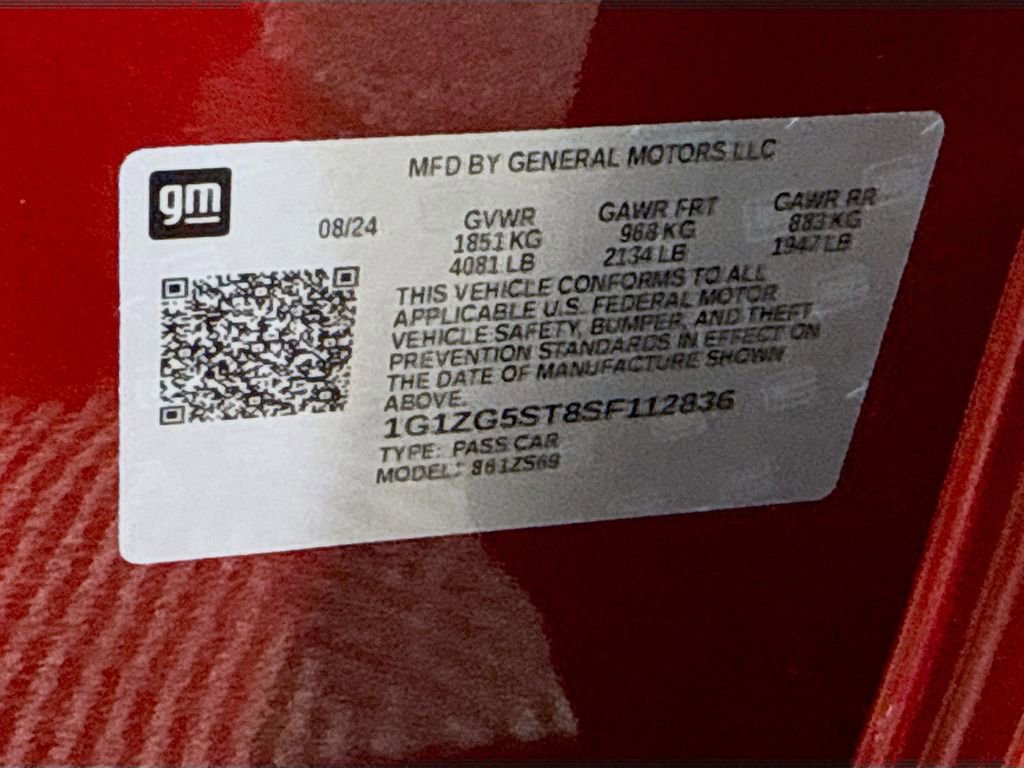 gm
MFD BY GENERAL MOTORS LLC
08/24 GVWR GAWR FRT GAWR RR
1851 KG 968 KG 883 KG
4081 LB 2134 LB 1947 LB
THIS VEHICLE CONFORMS TO ALL
APPLICABLE U.S. FEDERAL MOTOR
VEHICLE SAFETY, BUMPER, AND THEFT
PREVENTION STANDARDS IN EFFECT ON
THE DATE OF MANUFACTURE SHOWN
ABOVE.
1G1ZG5ST8SF112836
TYPE: PASS CAR
MODEL: 861ZS69